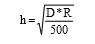 h = √(D*R / 500)